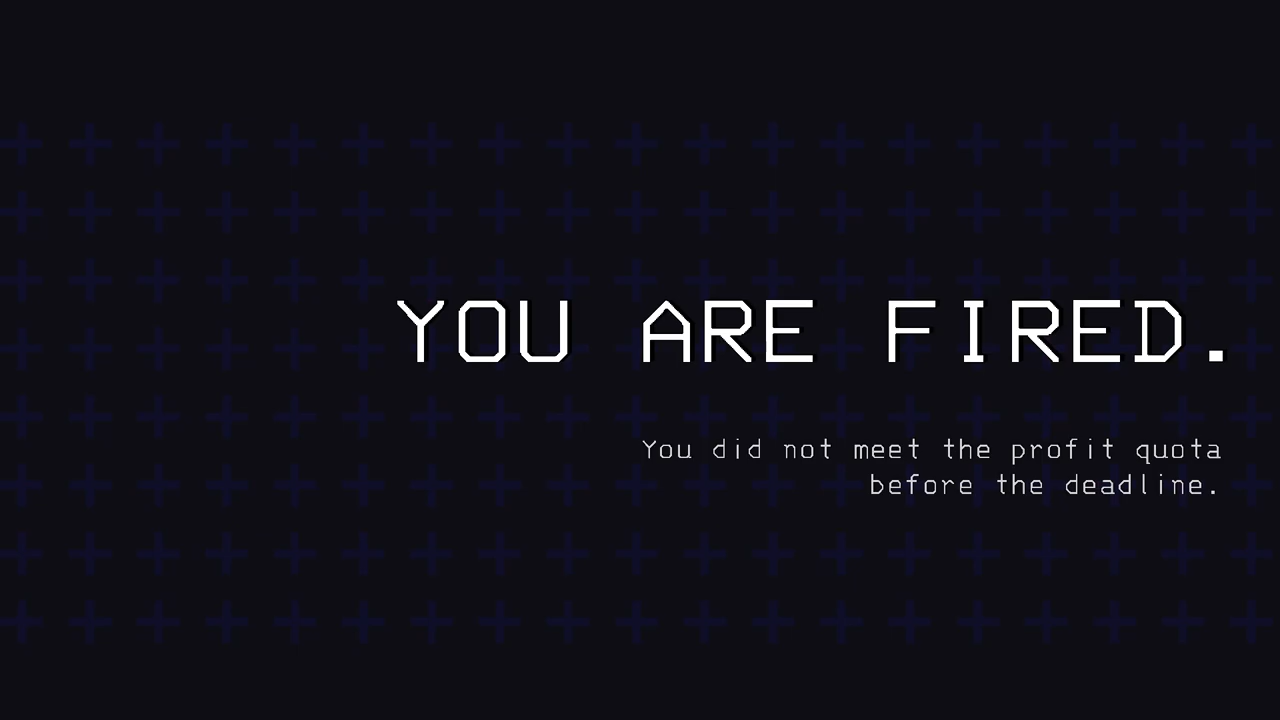 YOU ARE FIRED.
You did not meet the profit quota
before the deadline.